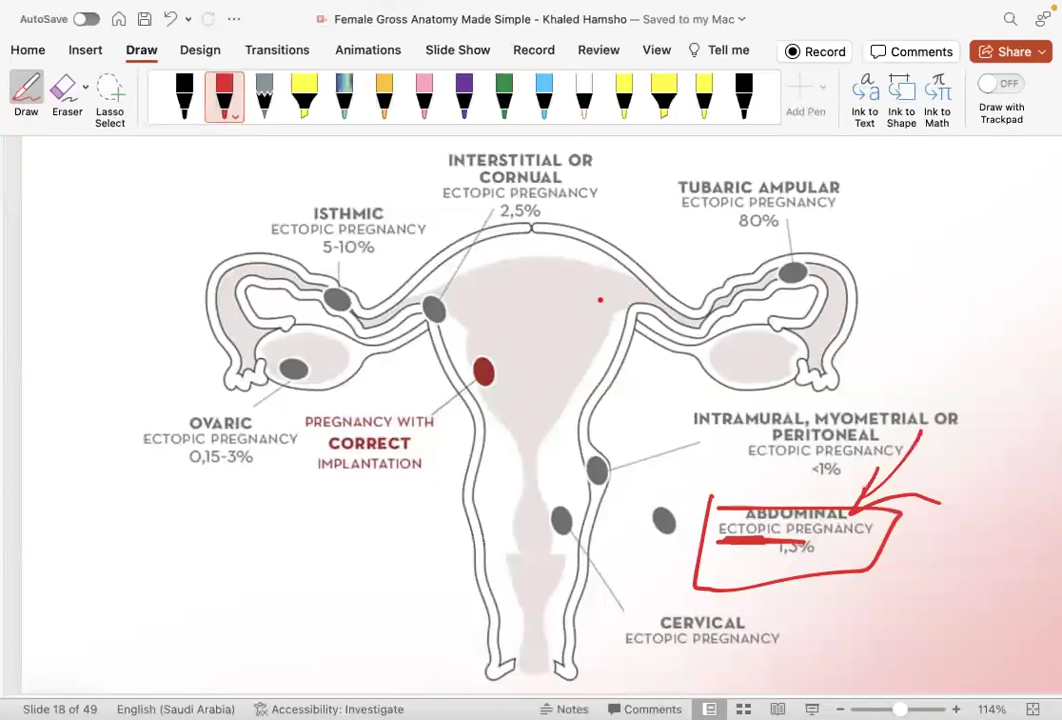 AutoSave
Female Gross Anatomy Made Simple - Khaled Hamsho — Saved to my Mac
Home Insert Draw Design Transitions Animations Slide Show Record Review View Tell me Record Comments Share
Draw Eraser Lasso Select Add Pen Ink to Text Ink to Shape Ink to Math OFF Draw with Trackpad
INTERSTITIAL OR
CORNUAL
ECTOPIC PREGNANCY
2,5%
TUBARIC AMPULAR
ECTOPIC PREGNANCY
80%
ISTHMIC
ECTOPIC PREGNANCY
5-10%
OVARIC
ECTOPIC PREGNANCY
0,15-3%
PREGNANCY WITH
CORRECT
IMPLANTATION
INTRAMURAL, MYOMETRIAL OR
PERITONEAL
ECTOPIC PREGNANCY
<1%
ABDOMINAL
ECTOPIC PREGNANCY
CERVICAL
ECTOPIC PREGNANCY
Slide 18 of 49 English (Saudi Arabia) Accessibility: Investigate Notes Comments 114%